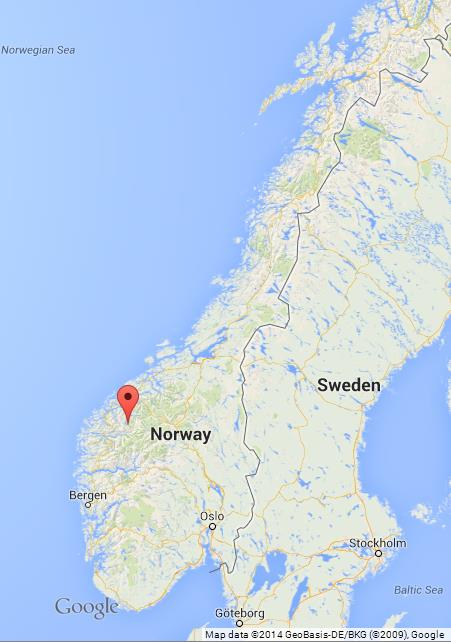 Norwegian Sea
Sweden
Norway
Bergen
Oslo
Stockholm
Baltic Sea
Google
Göteborg
Map data ©2014 GeoBasis-DE/BKG (©2009), Google